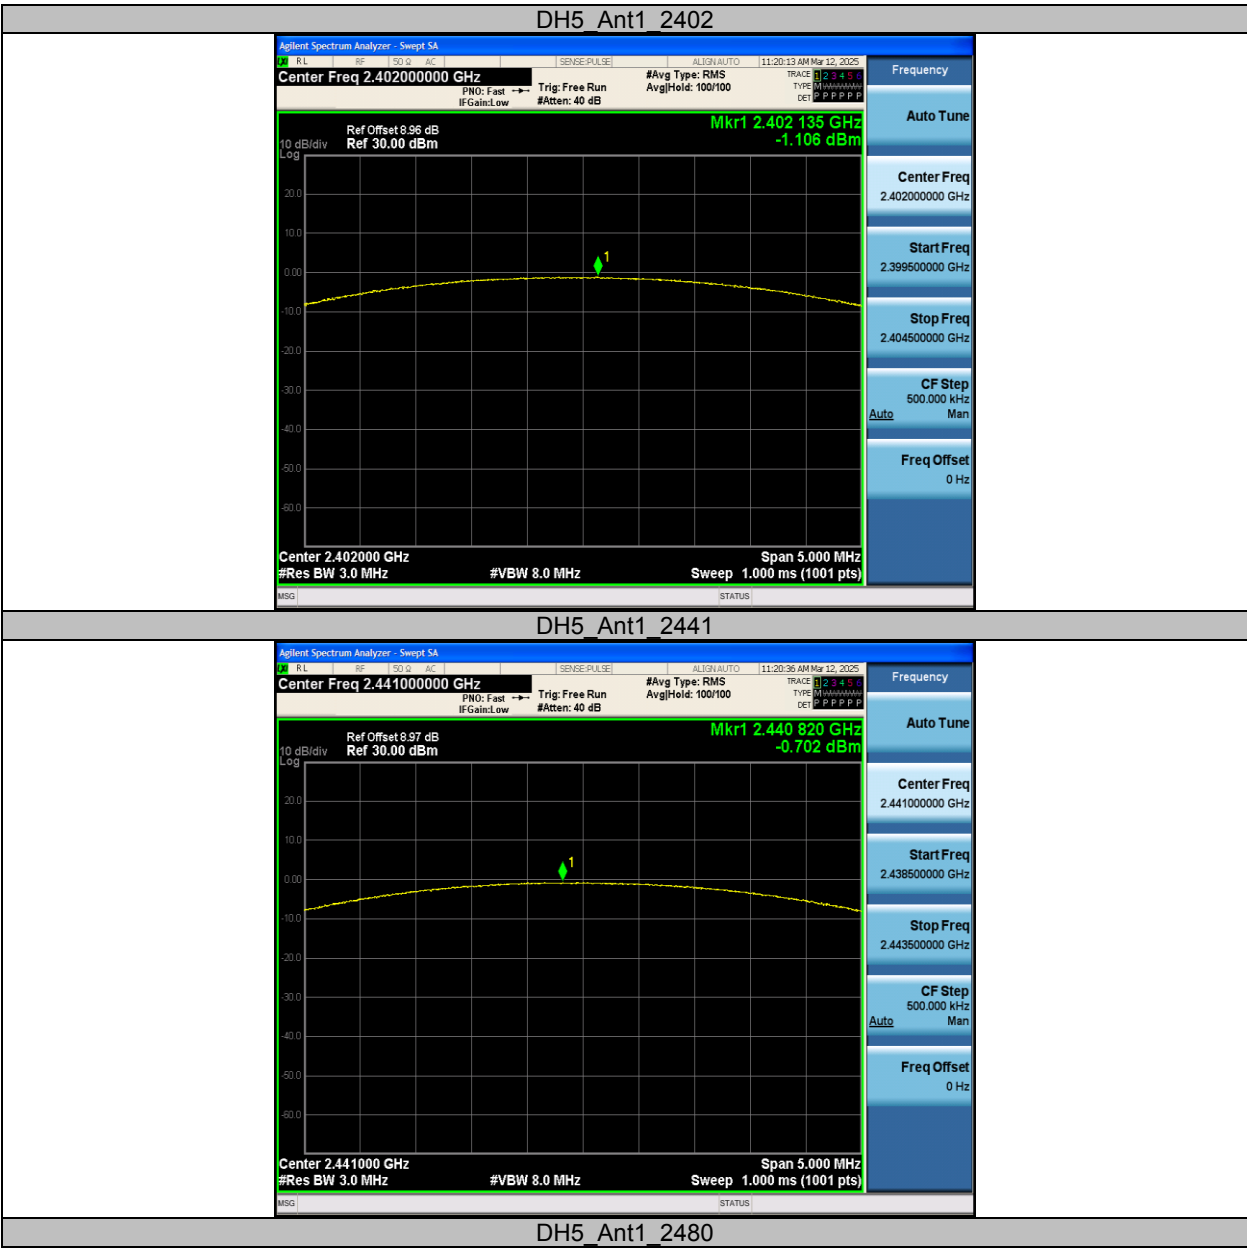 DH5_Ant1_2402
Agilent Spectrum Analyzer - Swept SA
RL RF 50 Ω AC SENSE:PULSE ALIGN AUTO 11:20:13 AM Mar 12, 2025
Center Freq 2.402000000 GHz
PNO: Fast
IFGain:Low
Trig: Free Run
#Atten: 40 dB
#Avg Type: RMS
Avg|Hold: 100/100
TRACE 1 2 3 4 5 6
TYPE M
DET P P P P P P
Frequency
Mkr1 2.402 135 GHz
-1.106 dBm
Ref Offset 8.96 dB
10 dB/div Ref 30.00 dBm
Log
20.0
10.0
0.00
-10.0
-20.0
-30.0
-40.0
-50.0
-60.0
1
Center 2.402000 GHz Span 5.000 MHz
#Res BW 3.0 MHz #VBW 8.0 MHz Sweep 1.000 ms (1001 pts)
Auto Tune
Center Freq
2.402000000 GHz
Start Freq
2.399500000 GHz
Stop Freq
2.404500000 GHz
CF Step
500.000 kHz
Auto Man
Freq Offset
0 Hz
MSG STATUS
DH5_Ant1_2441
Agilent Spectrum Analyzer - Swept SA
RL RF 50 Ω AC SENSE:PULSE ALIGN AUTO 11:20:36 AM Mar 12, 2025
Center Freq 2.441000000 GHz
PNO: Fast
IFGain:Low
Trig: Free Run
#Atten: 40 dB
#Avg Type: RMS
Avg|Hold: 100/100
TRACE 1 2 3 4 5 6
TYPE M
DET P P P P P P
Frequency
Mkr1 2.440 820 GHz
-0.702 dBm
Ref Offset 8.97 dB
10 dB/div Ref 30.00 dBm
Log
20.0
10.0
0.00
-10.0
-20.0
-30.0
-40.0
-50.0
-60.0
1
Center 2.441000 GHz Span 5.000 MHz
#Res BW 3.0 MHz #VBW 8.0 MHz Sweep 1.000 ms (1001 pts)
Auto Tune
Center Freq
2.441000000 GHz
Start Freq
2.438500000 GHz
Stop Freq
2.443500000 GHz
CF Step
500.000 kHz
Auto Man
Freq Offset
0 Hz
MSG STATUS
DH5_Ant1_2480